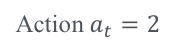 Action $a_t = 2$